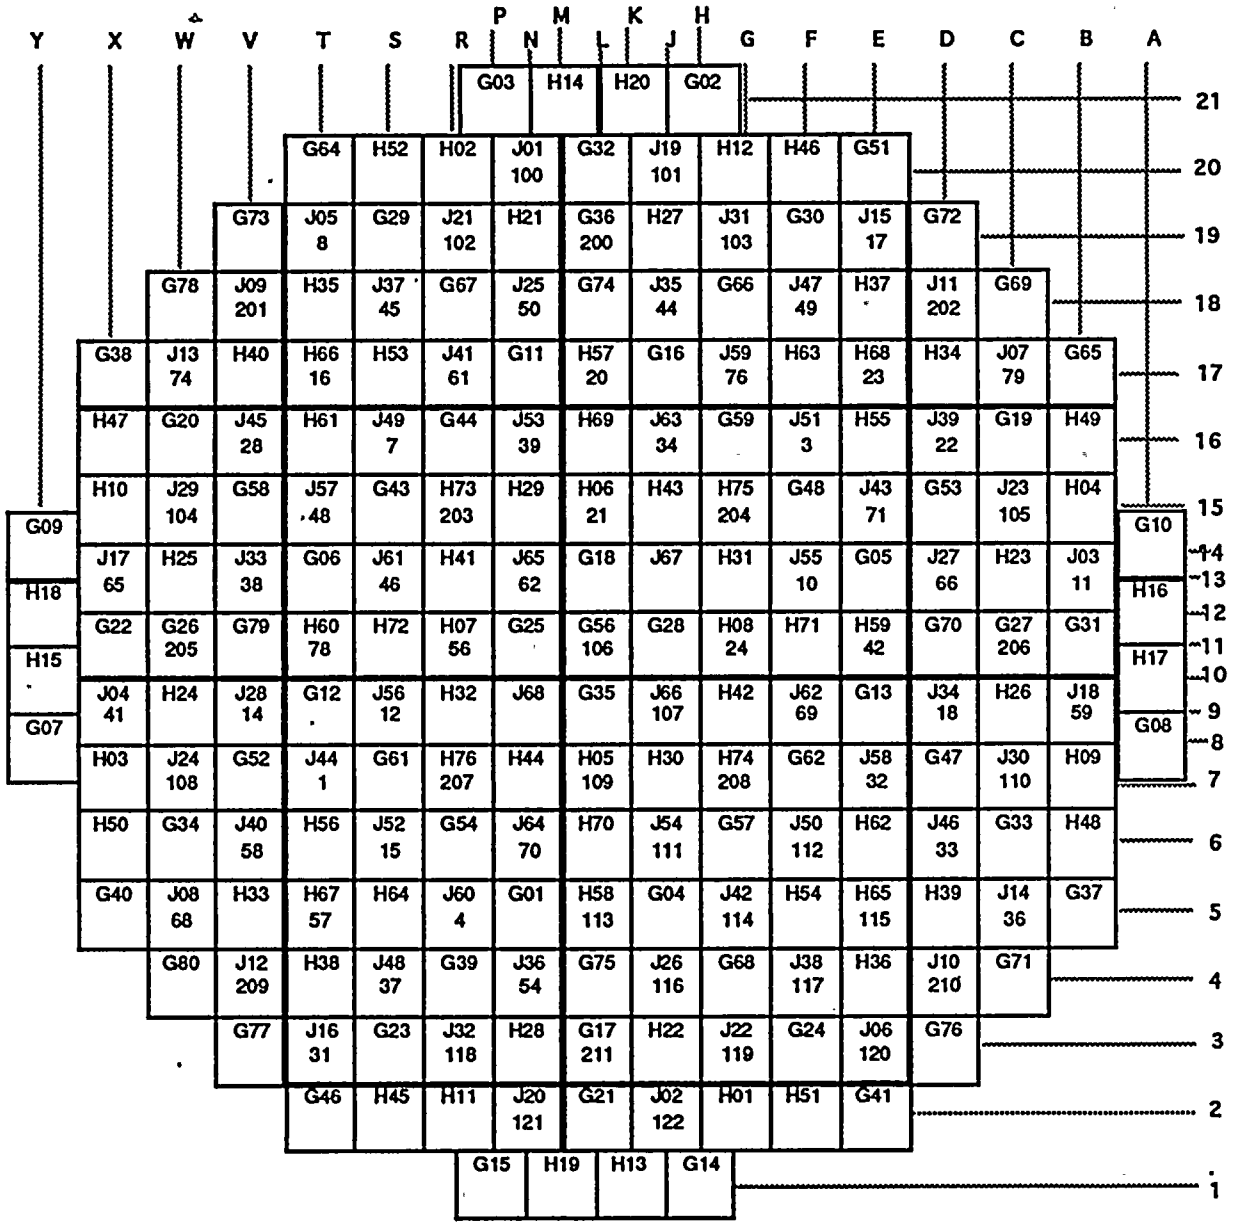 P M K H
Y X W V T S R N L J G F E D C B A
G03 H14 H20 G02
21
G64 H52 H02 J01 G32 J19 H12 H46 G51
100 101
20
G73 J05 G29 J21 H21 G36 H27 J31 G30 J15 G72
8 102 200 103 17
19
G78 J09 H35 J37 G67 J25 G74 J35 G66 J47 H37 J11 G69
201 45 50 44 49 202
18
G38 J13 H40 H66 H53 J41 G11 H57 G16 J59 H63 H68 H34 J07 G65
74 16 61 20 76 23 79
17
H47 G20 J45 H61 J49 G44 J53 H69 J63 G59 J51 H55 J39 G19 H49
28 7 39 34 3 22
16
H10 J29 G58 J57 G43 H73 H29 H06 H43 H75 G48 J43 G53 J23 H04
104 48 203 21 204 71 105
15
G09 G10
J17 H25 J33 G06 J61 H41 J65 G18 J67 H31 J55 G05 J27 H23 J03
14
65 38 46 62 10 66 11
13
H18 H16
12
G22 G26 G79 H60 H72 H07 G25 G56 G28 H08 H71 H59 G70 G27 G31
205 78 56 106 24 42 206
11
H15 H17
10
J04 H24 J28 G12 J56 H32 J68 G35 J66 H42 J62 G13 J34 H26 J18
41 14 12 107 69 18 59
9
G07 G08
8
H03 J24 G52 J44 G61 H76 H44 H05 H30 H74 G62 J58 G47 J30 H09
108 1 207 109 208 32 110
7
H50 G34 J40 H56 J52 G54 J64 H70 J54 G57 J50 H62 J46 G33 H48
58 15 70 111 112 33
6
G40 J08 H33 H67 H64 J60 G01 H58 G04 J42 H54 H65 H39 J14 G37
68 57 4 113 114 115 36
5
G80 J12 H38 J48 G39 J36 G75 J26 G68 J38 H36 J10 G71
209 37 54 116 117 210
4
G77 J16 G23 J32 H28 G17 H22 J22 G24 J06 G76
31 118 211 119 120
3
G46 H45 H11 J20 G21 J02 H01 H51 G41
121 122
2
G15 H19 H13 G14
1